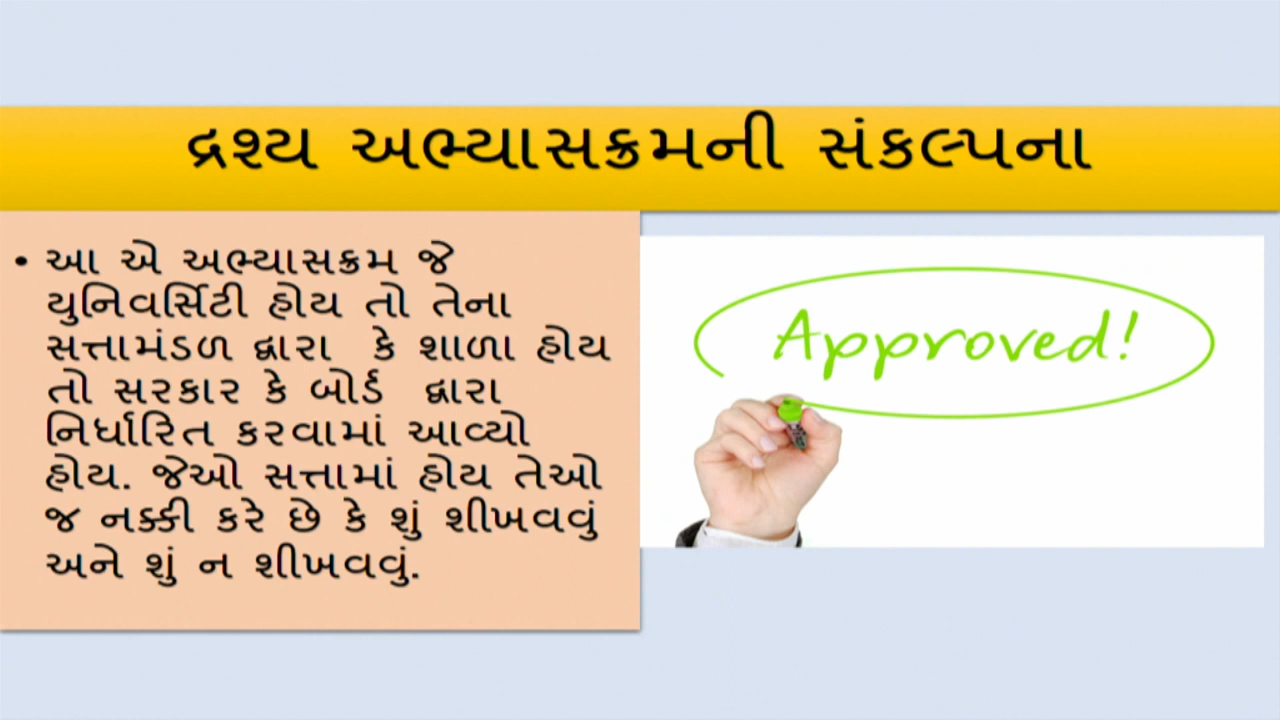 દ્રશ્ય અભ્યાસક્રમની સંકલ્પના
• આ એ અભ્યાસક્રમ જે
યુનિવર્સિટી હોય તો તેના
સત્તામંડળ દ્વારા કે શાળા હોય
તો સરકાર કે બોર્ડ દ્વારા
નિર્ધારિત કરવામાં આવ્યો
હોય. જેઓ સત્તામાં હોય તેઓ
જ નક્કી કરે છે કે શું શીખવવું
અને શું ન શીખવવું.
Approved!